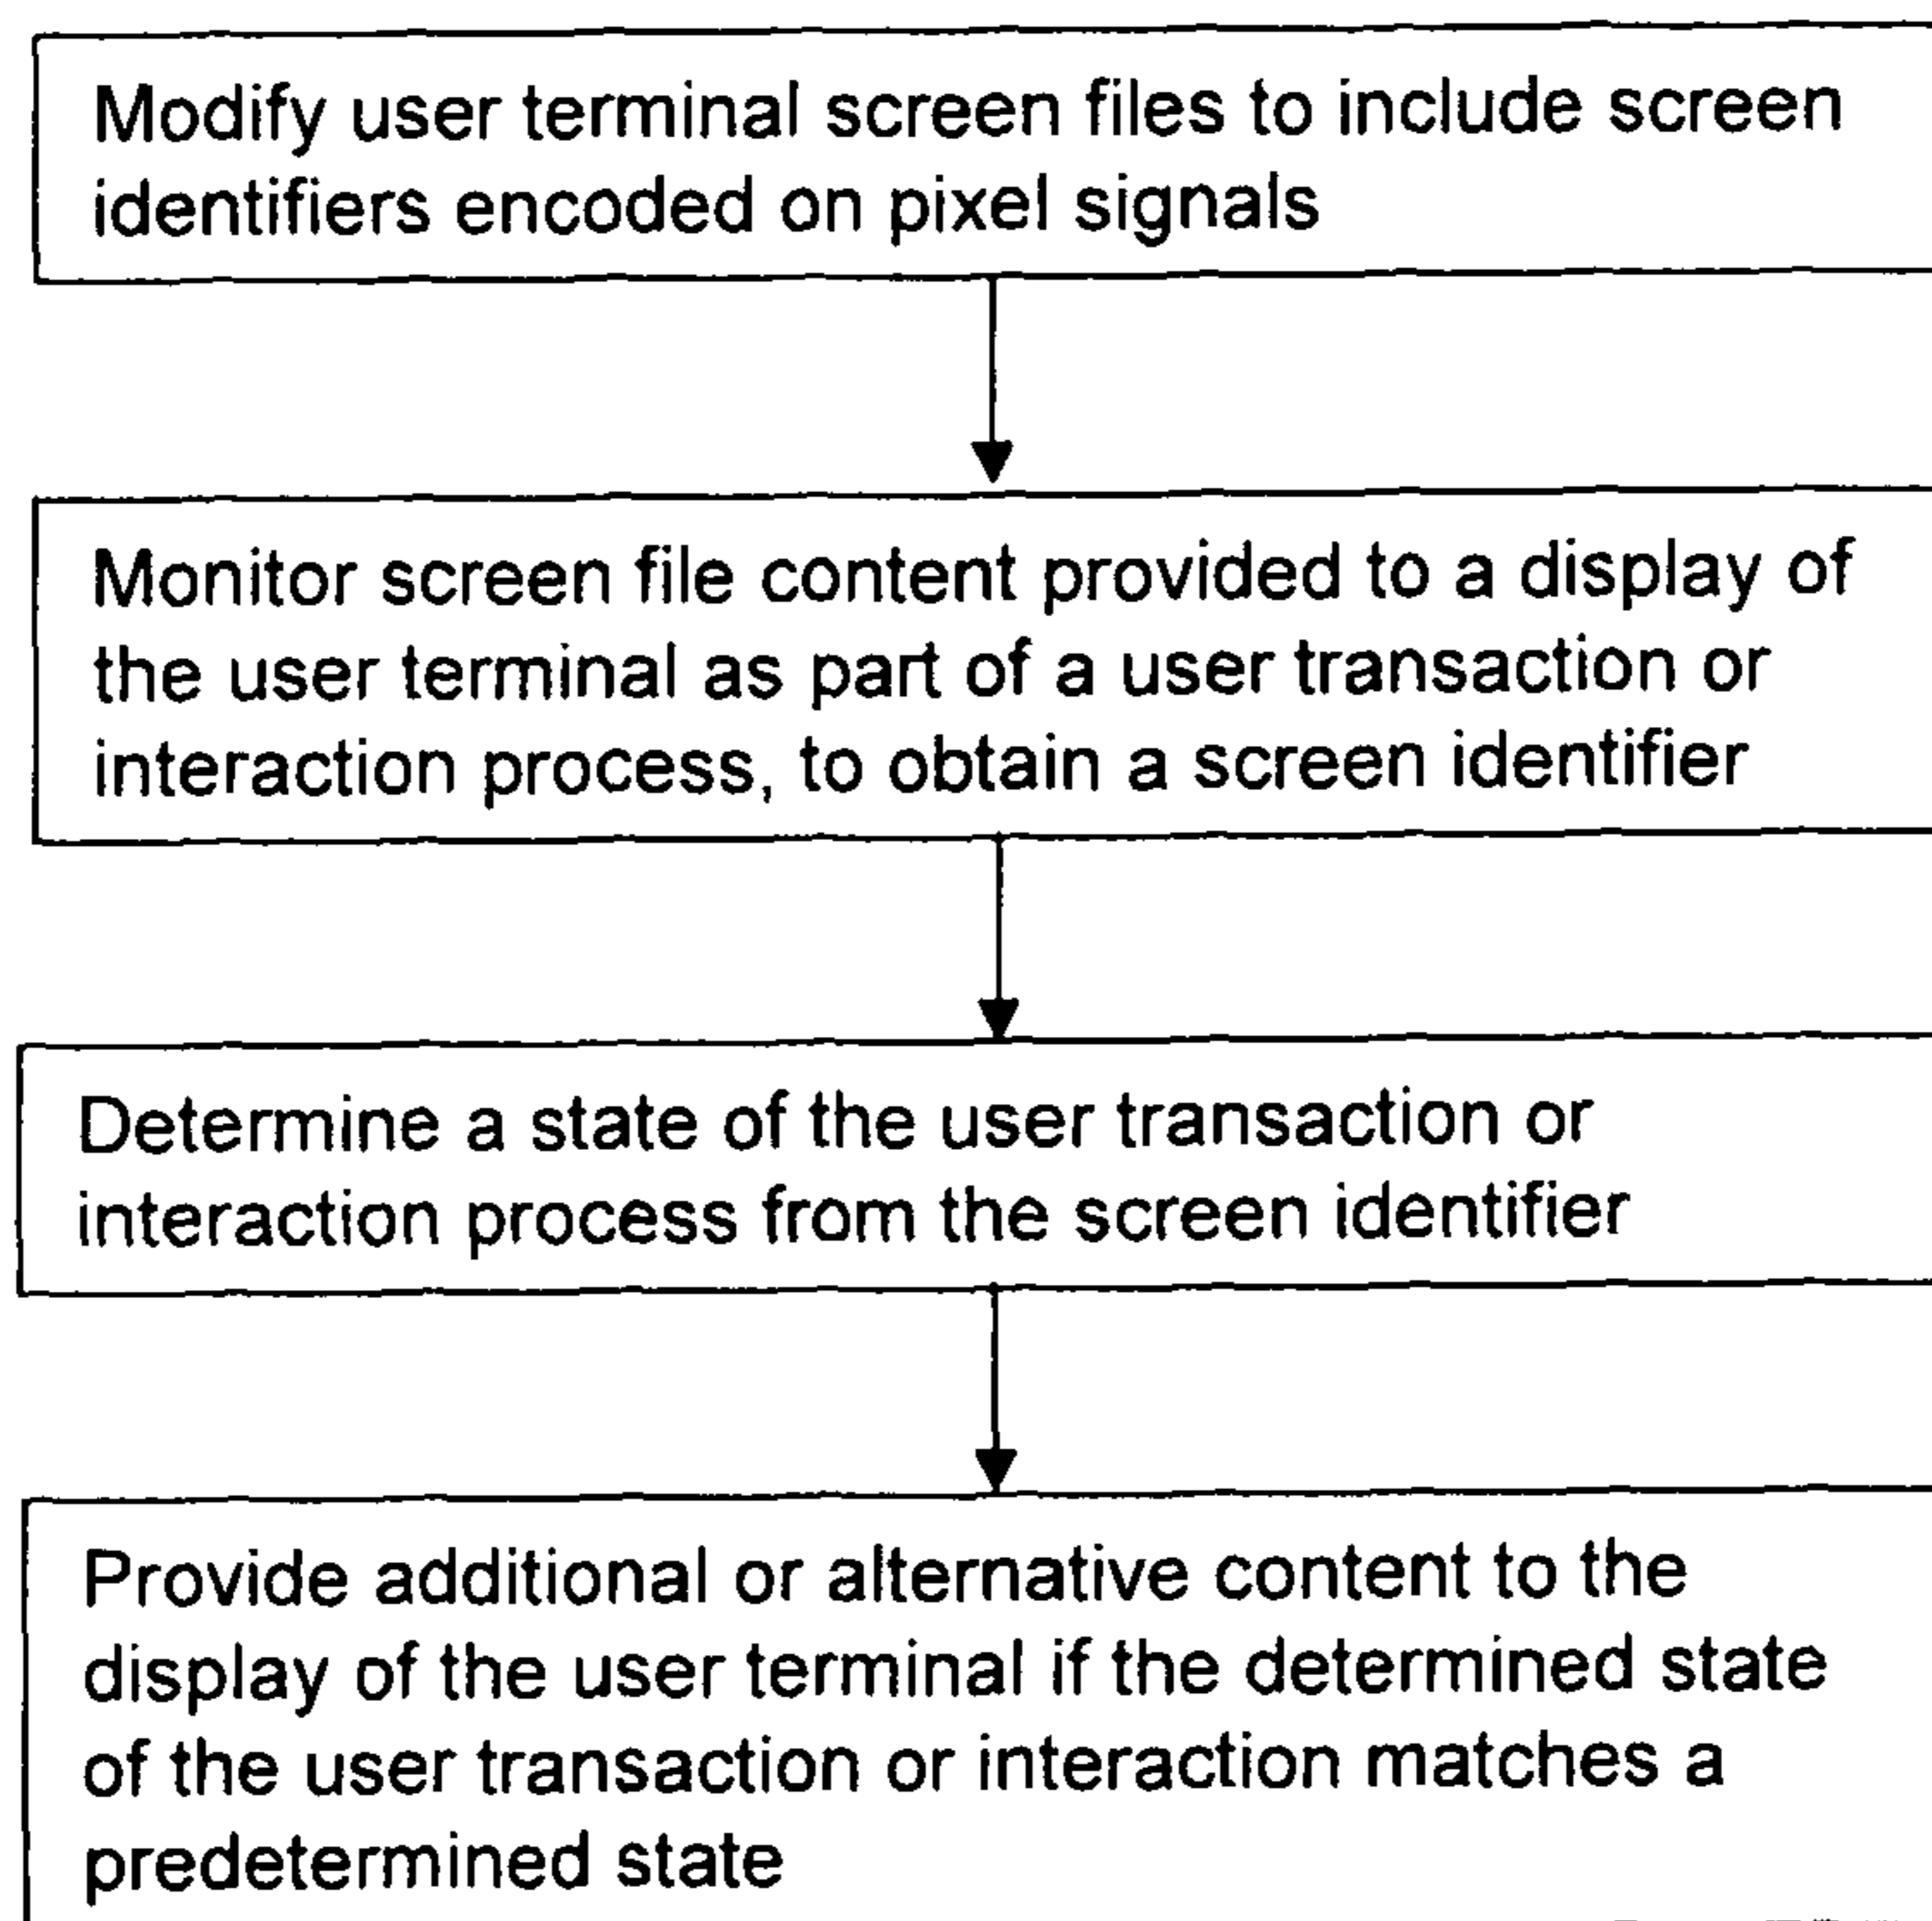 Modify user terminal screen files to include screen
identifiers encoded on pixel signals
Monitor screen file content provided to a display of
the user terminal as part of a user transaction or
interaction process, to obtain a screen identifier
Determine a state of the user transaction or
interaction process from the screen identifier
Provide additional or alternative content to the
display of the user terminal if the determined state
of the user transaction or interaction matches a
predetermined state